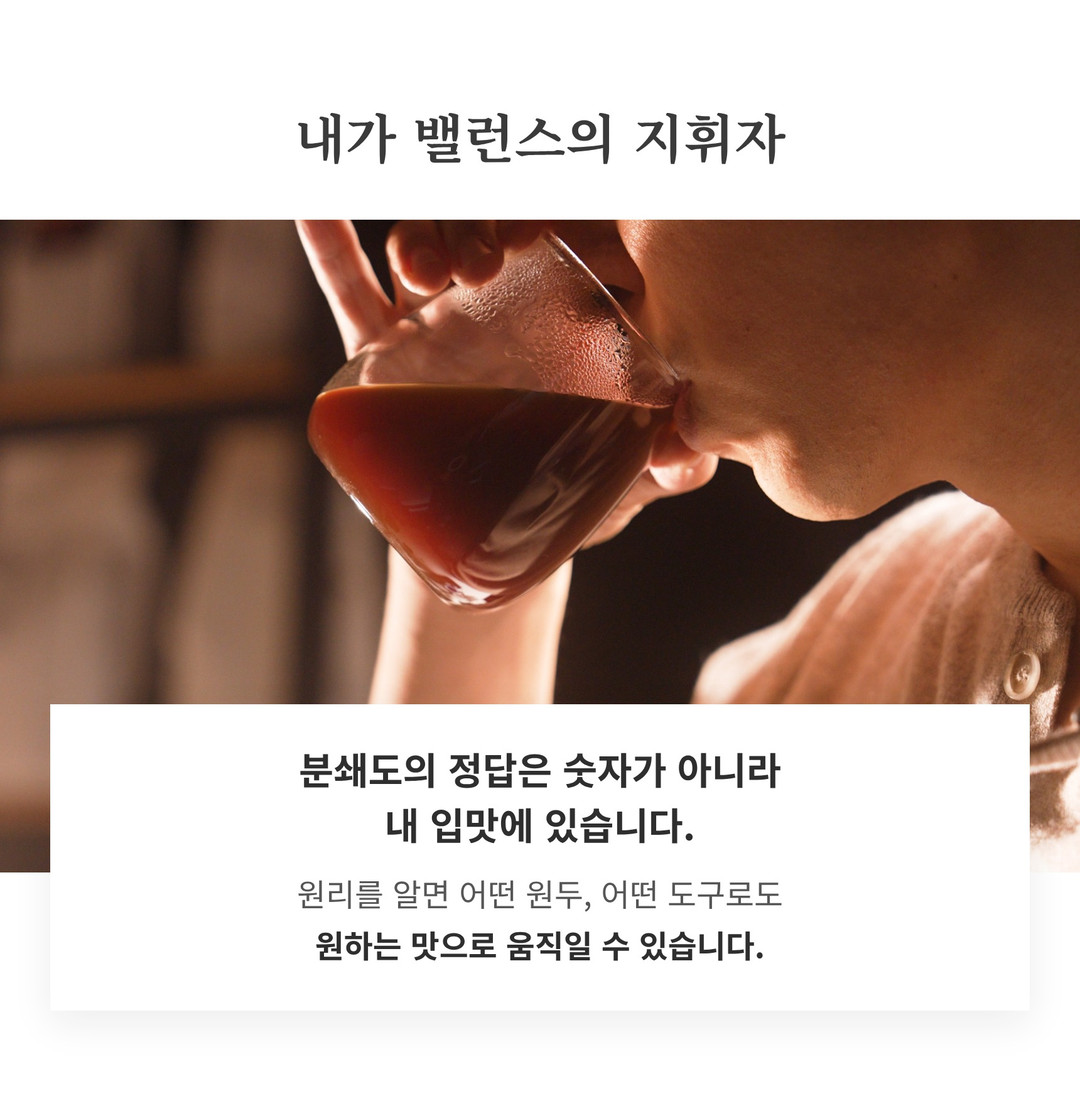 내가 밸런스의 지휘자
분쇄도의 정답은 숫자가 아니라
내 입맛에 있습니다.
원리를 알면 어떤 원두, 어떤 도구로도
원하는 맛으로 움직일 수 있습니다.